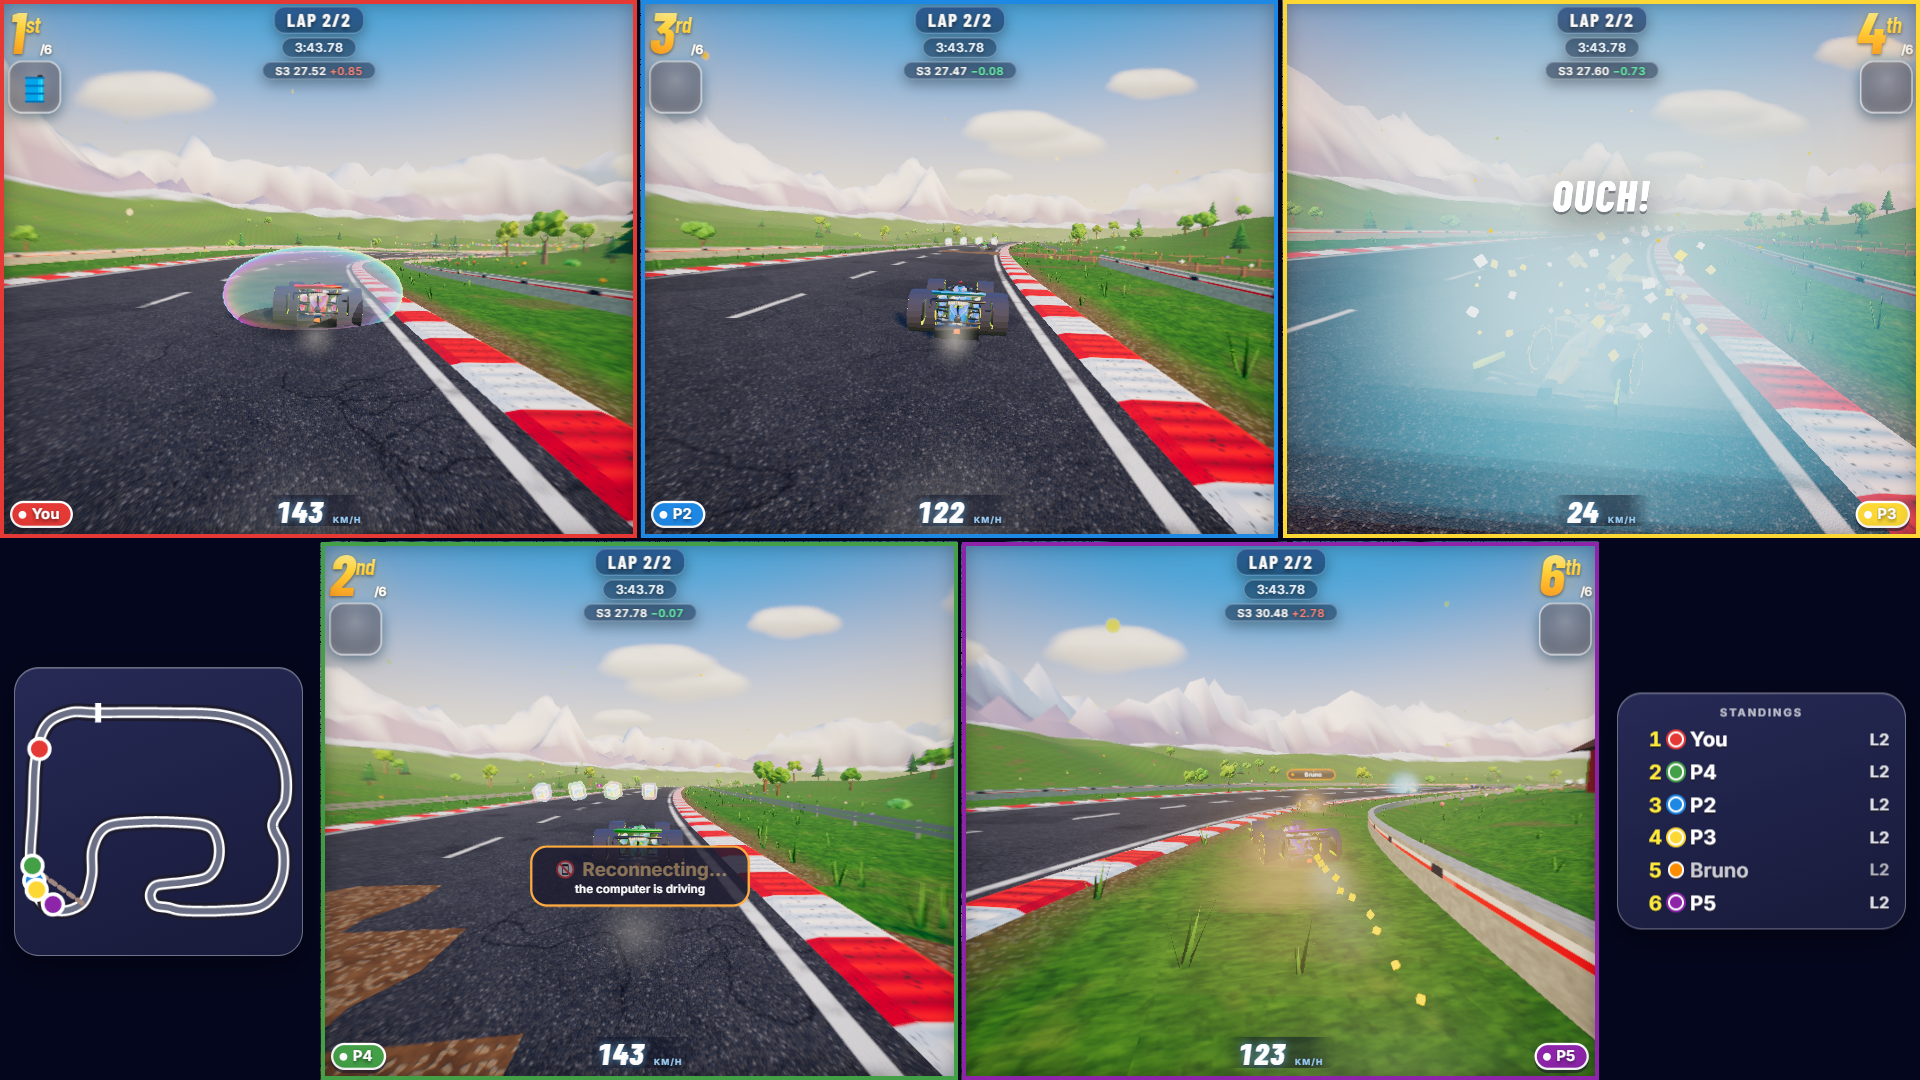 1st
/6
LAP 2/2
3:43.78
S3 27.52 +0.85
You
143 KM/H
3rd
/6
LAP 2/2
3:43.78
S3 27.47 −0.08
P2
122 KM/H
4th
/6
LAP 2/2
3:43.78
S3 27.60 −0.73
OUCH!
24 KM/H
P3
2nd
/6
LAP 2/2
3:43.78
S3 27.78 −0.07
Reconnecting...
the computer is driving
P4
143 KM/H
6th
/6
LAP 2/2
3:43.78
S3 30.48 +2.78
Bruno
123 KM/H
P5
STANDINGS
1 You L2
2 P4 L2
3 P2 L2
4 P3 L2
5 Bruno L2
6 P5 L2